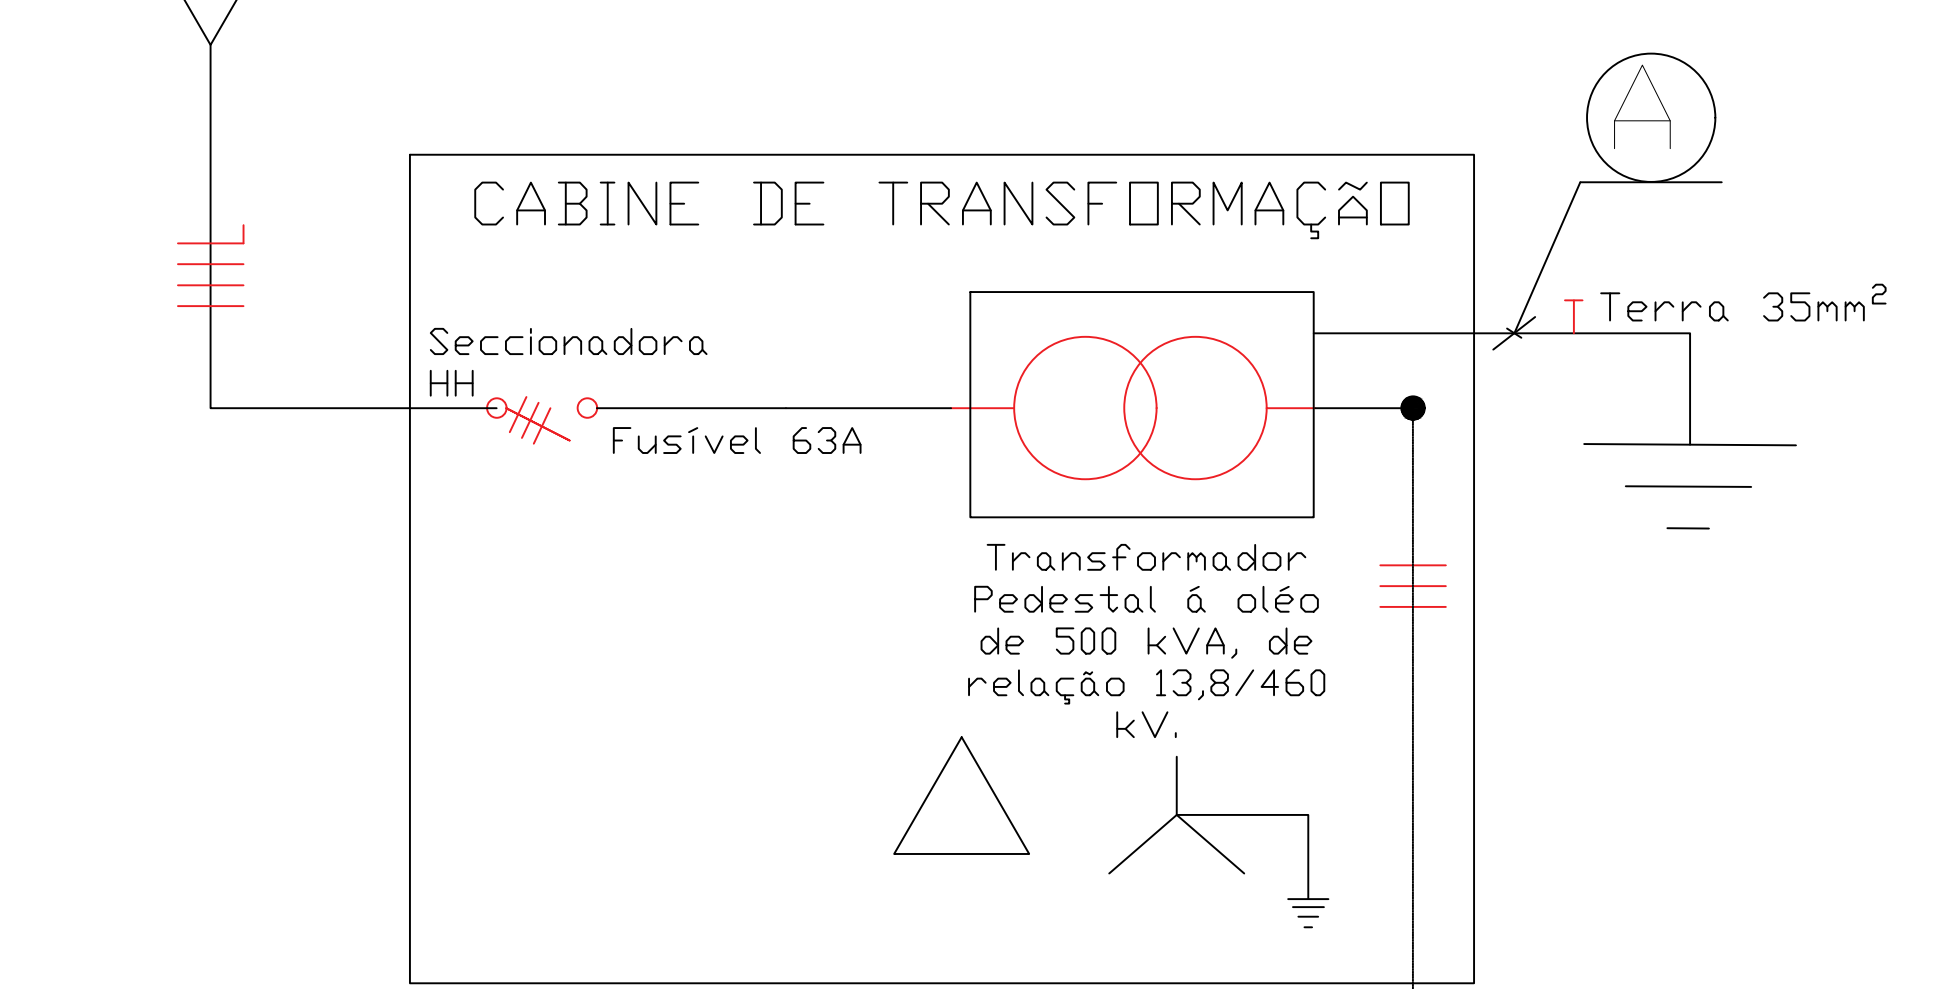 A
CABINE DE TRANSFORMAÇÃO
Terra 35mm²
Seccionadora
HH
Fusível 63A
Transformador
Pedestal á oléo
de 500 kVA, de
relação 13,8/460
kV.